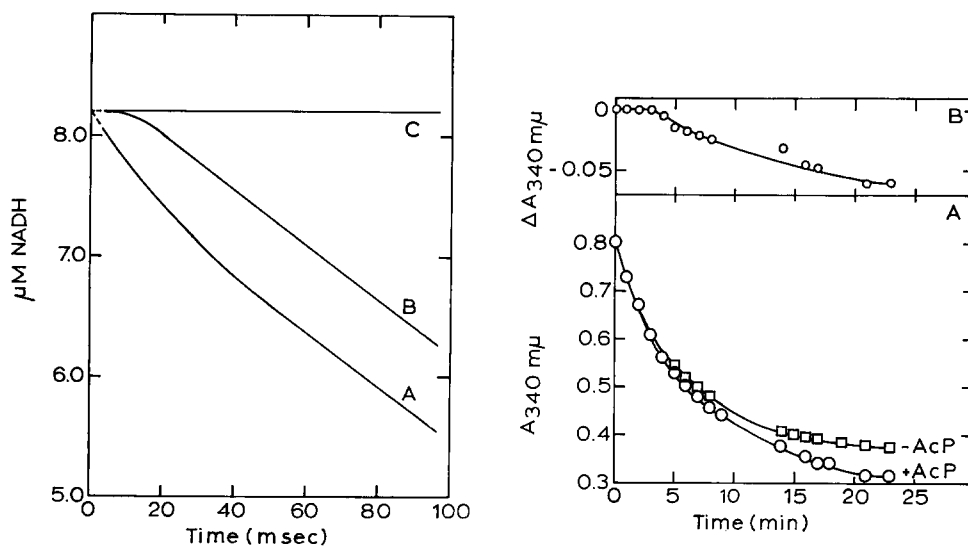 8.0
7.0
6.0
5.0
μM NADH
0 20 40 60 80 100
Time (msec)
C
B
A
0
- 0.05
ΔA340 mμ
B
A
0.8
0.7
0.6
0.5
0.4
0.3
A340 mμ
-AcP
+AcP
0 5 10 15 20 25
Time (min)